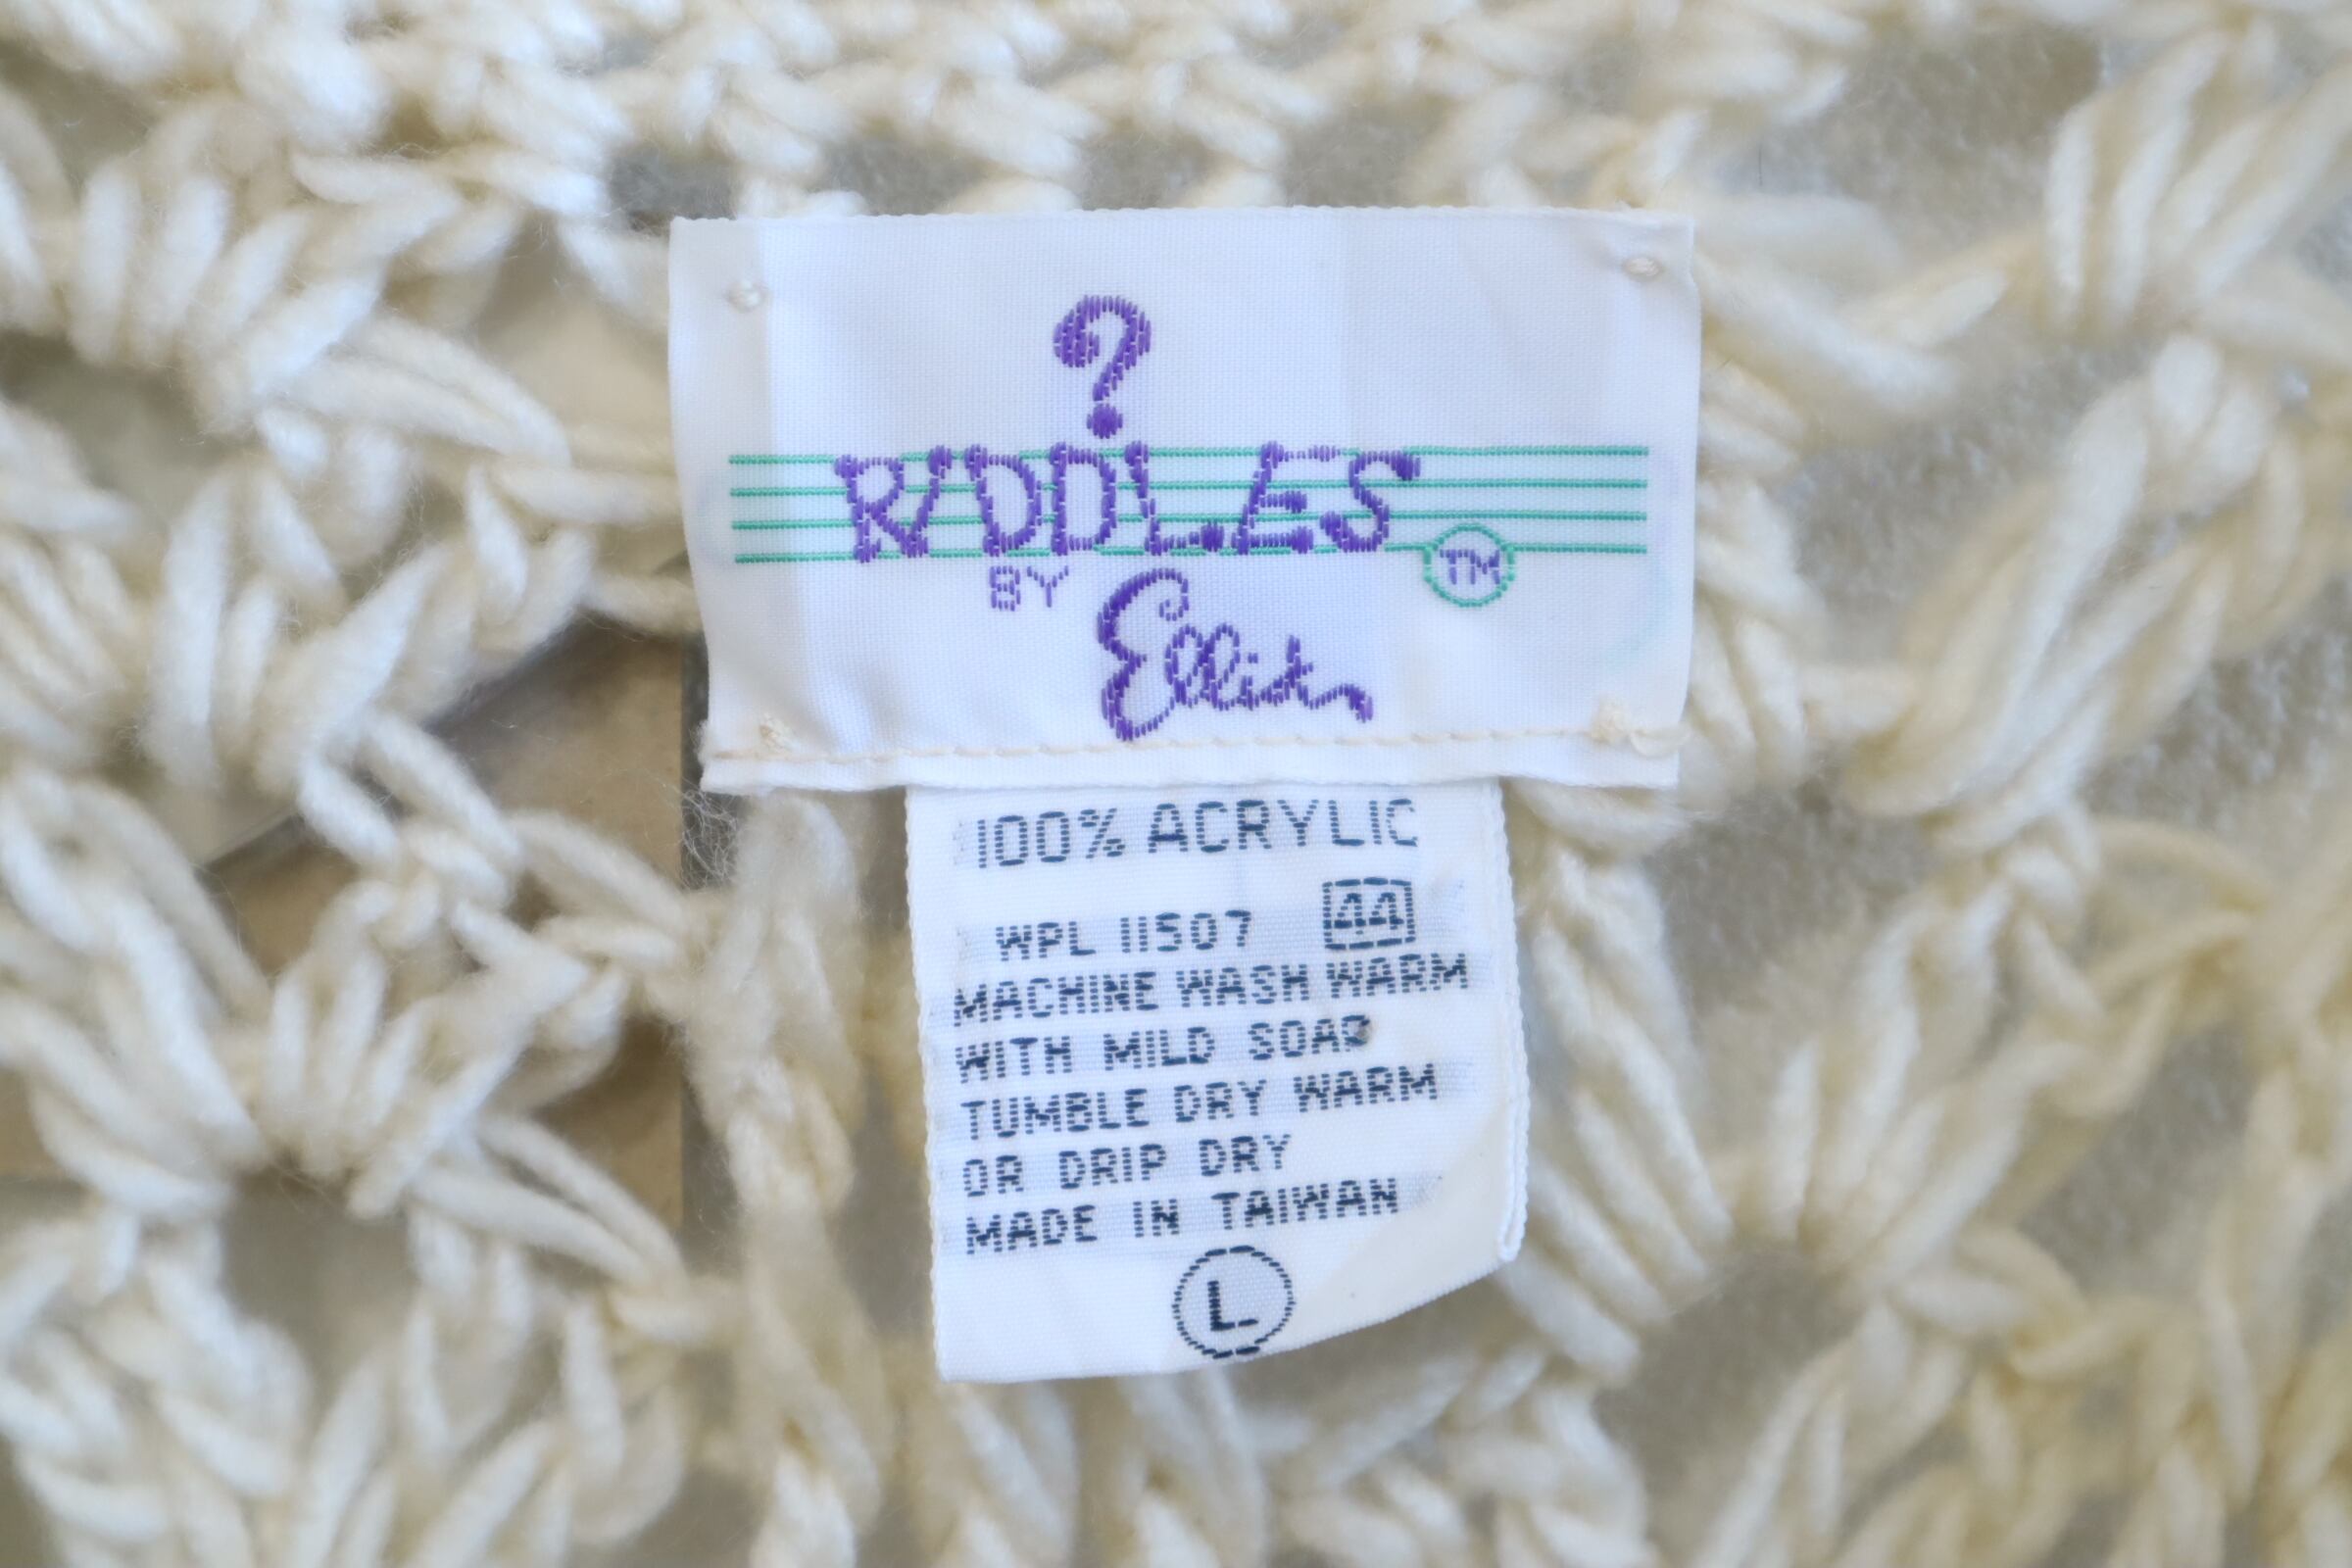 ?
RIDDLES
TM
BY
100% ACRYLIC
WPL 11507 44
MACHINE WASH WARM
WITH MILD SOAP
TUMBLE DRY WARM
OR DRIP DRY
MADE IN TAIWAN
L